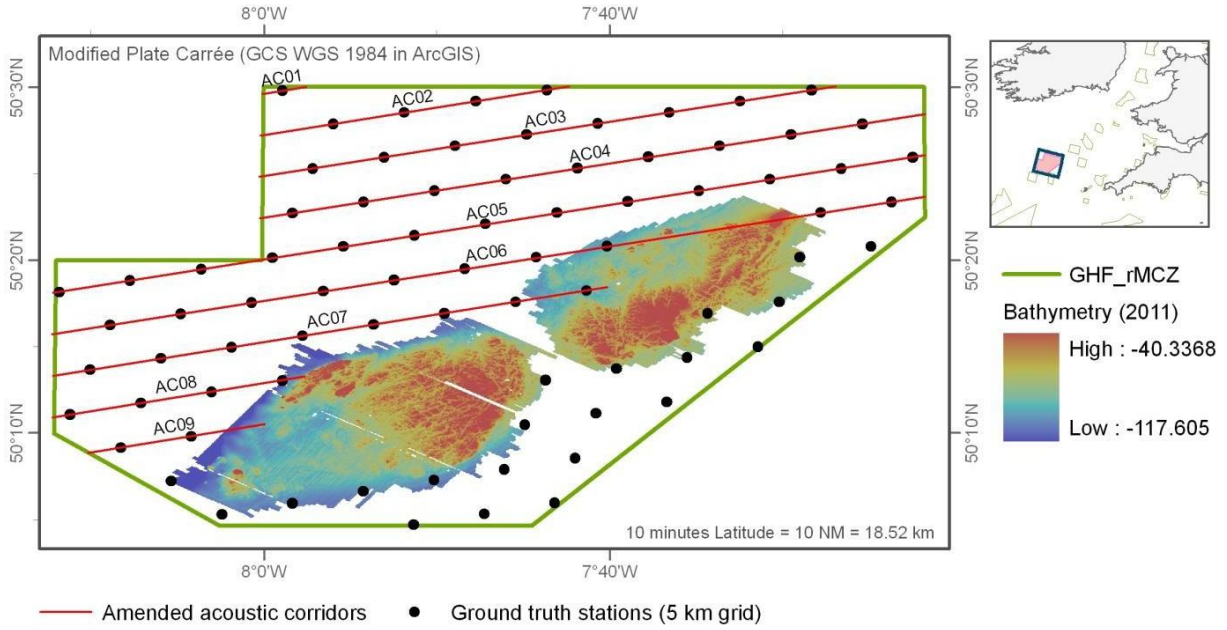 8°0'W 7°40'W
Modified Plate Carrée (GCS WGS 1984 in ArcGIS)
50°30'N
50°30'N
AC01
AC02
AC03
AC04
AC05
50°20'N
50°20'N
AC06
AC07
AC08
AC09
50°10'N
50°10'N
10 minutes Latitude = 10 NM = 18.52 km
8°0'W 7°40'W
GHF_rMCZ
Bathymetry (2011)
High : -40.3368
Low : -117.605
Amended acoustic corridors
Ground truth stations (5 km grid)